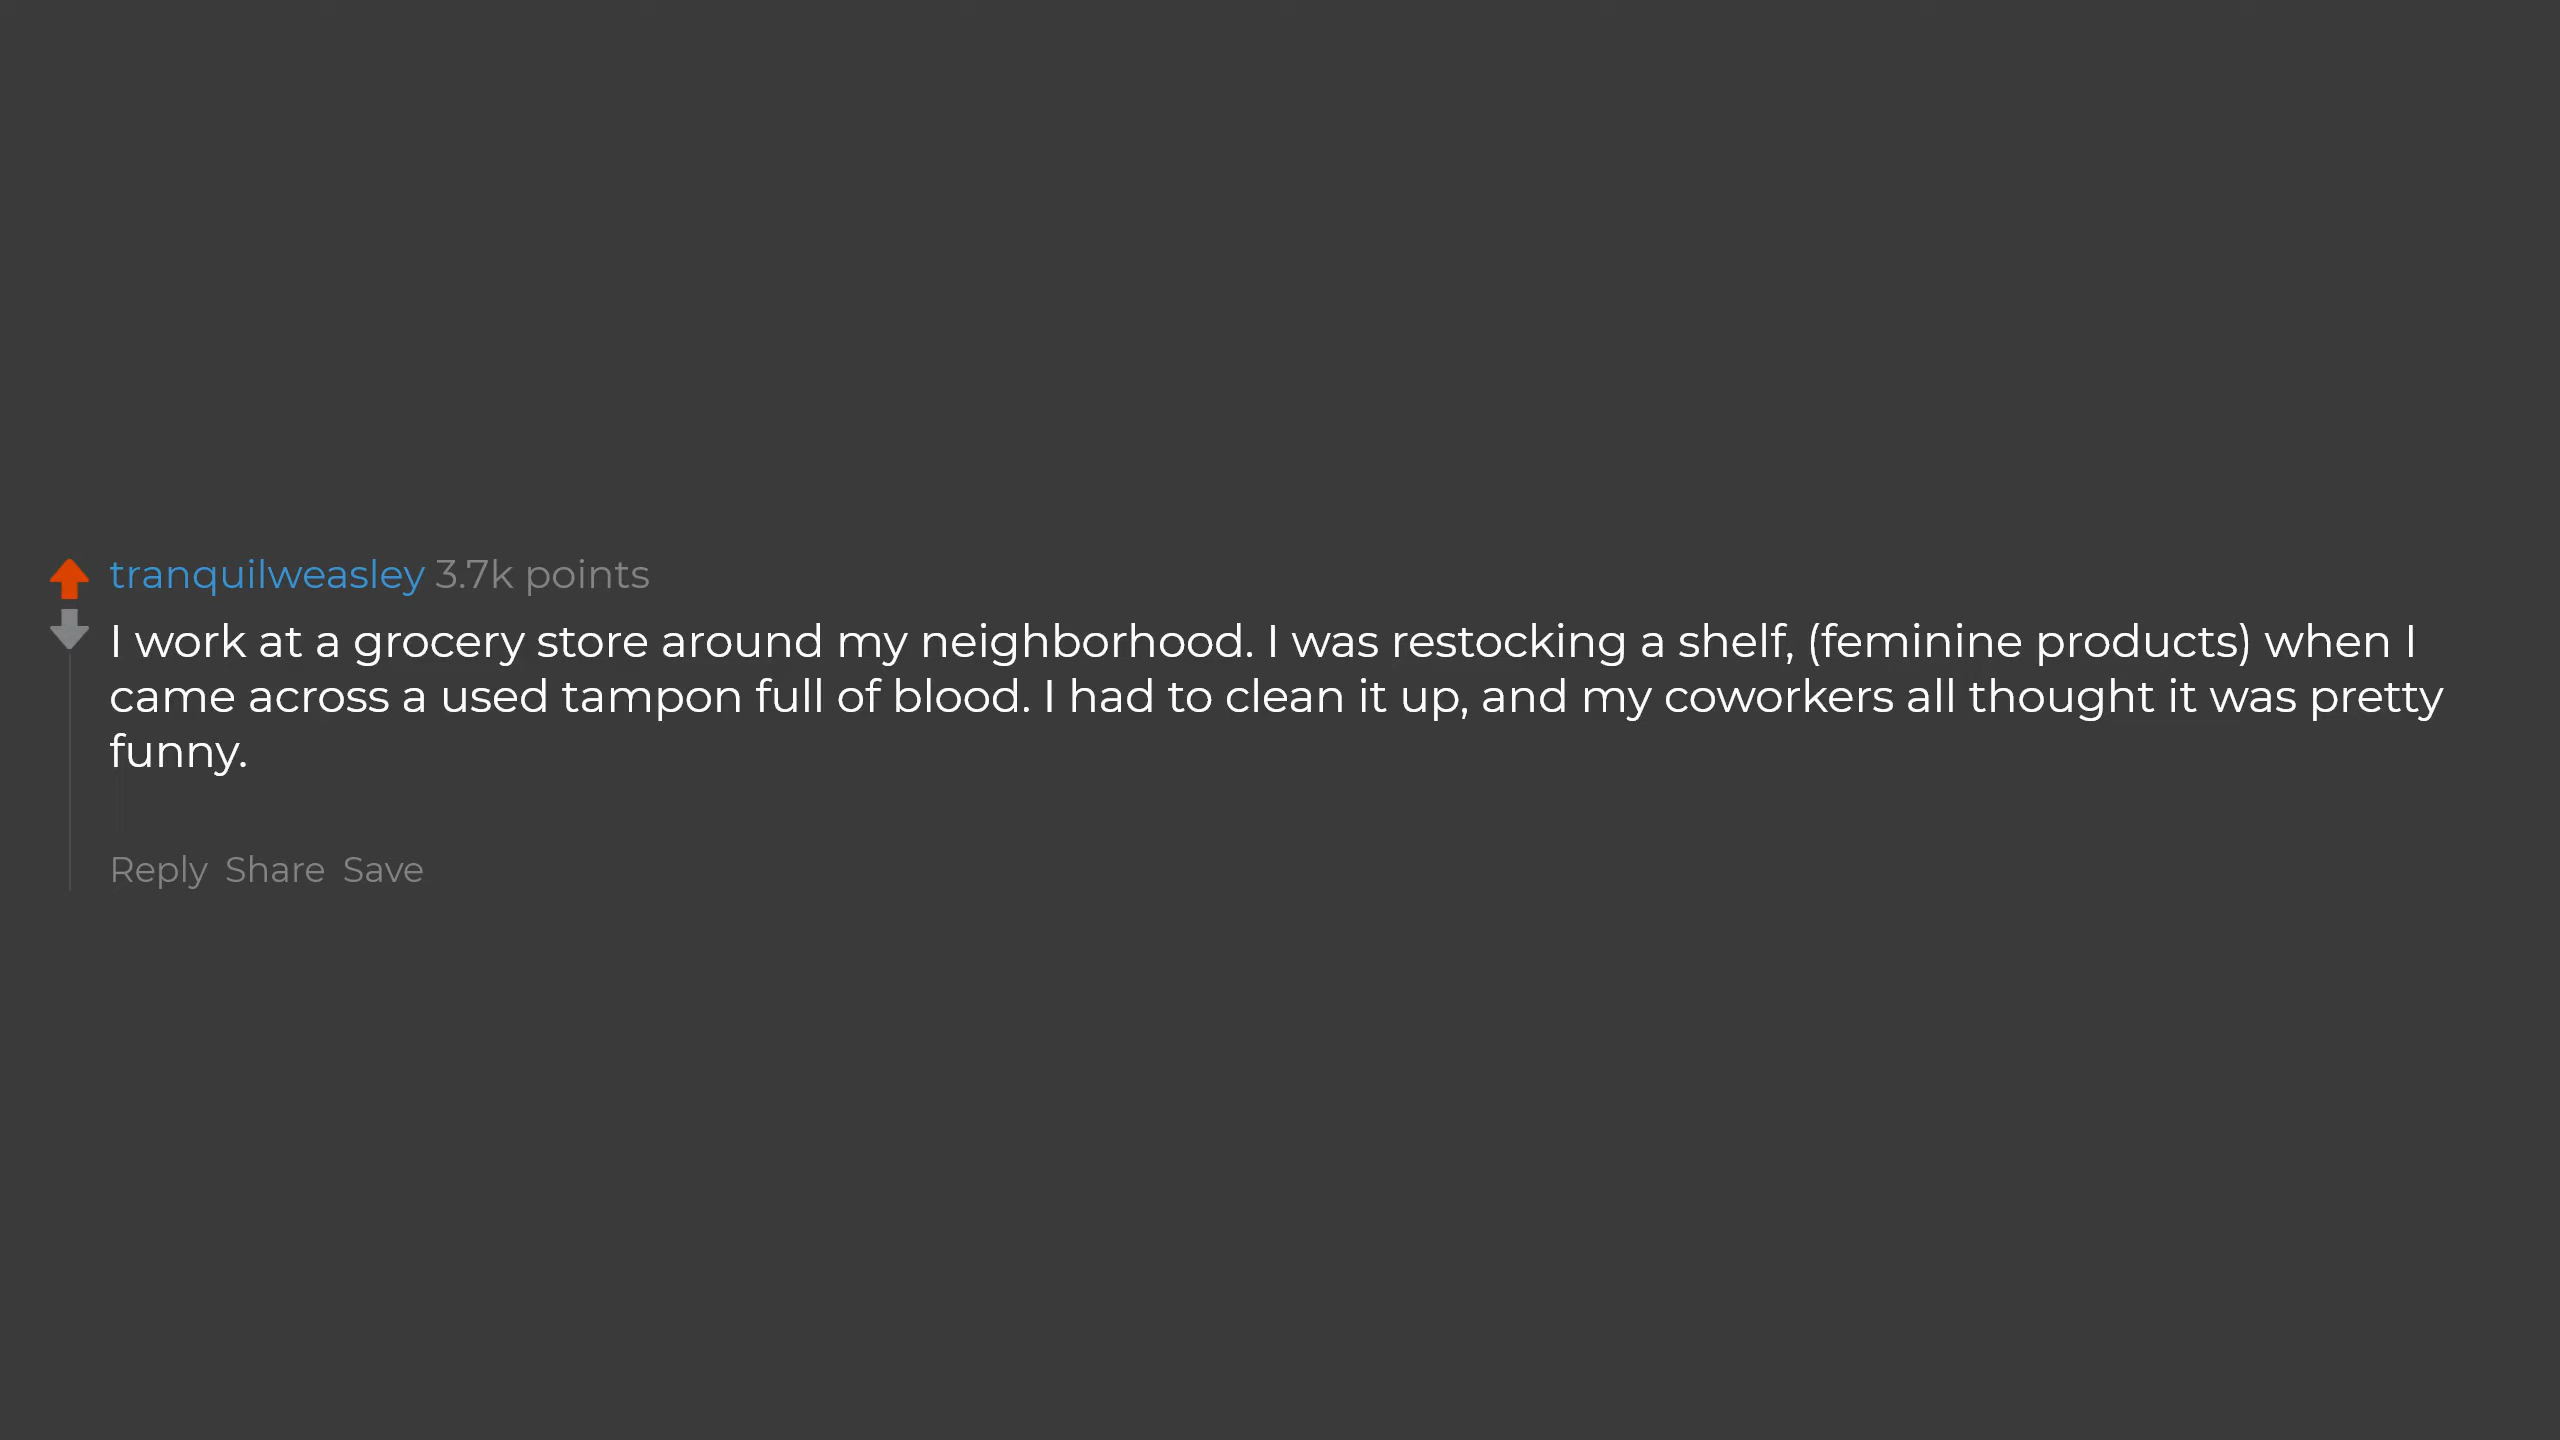 tranquilweasley 3.7k points
I work at a grocery store around my neighborhood. I was restocking a shelf, (feminine products) when I
came across a used tampon full of blood. I had to clean it up, and my coworkers all thought it was pretty
funny.
Reply Share Save